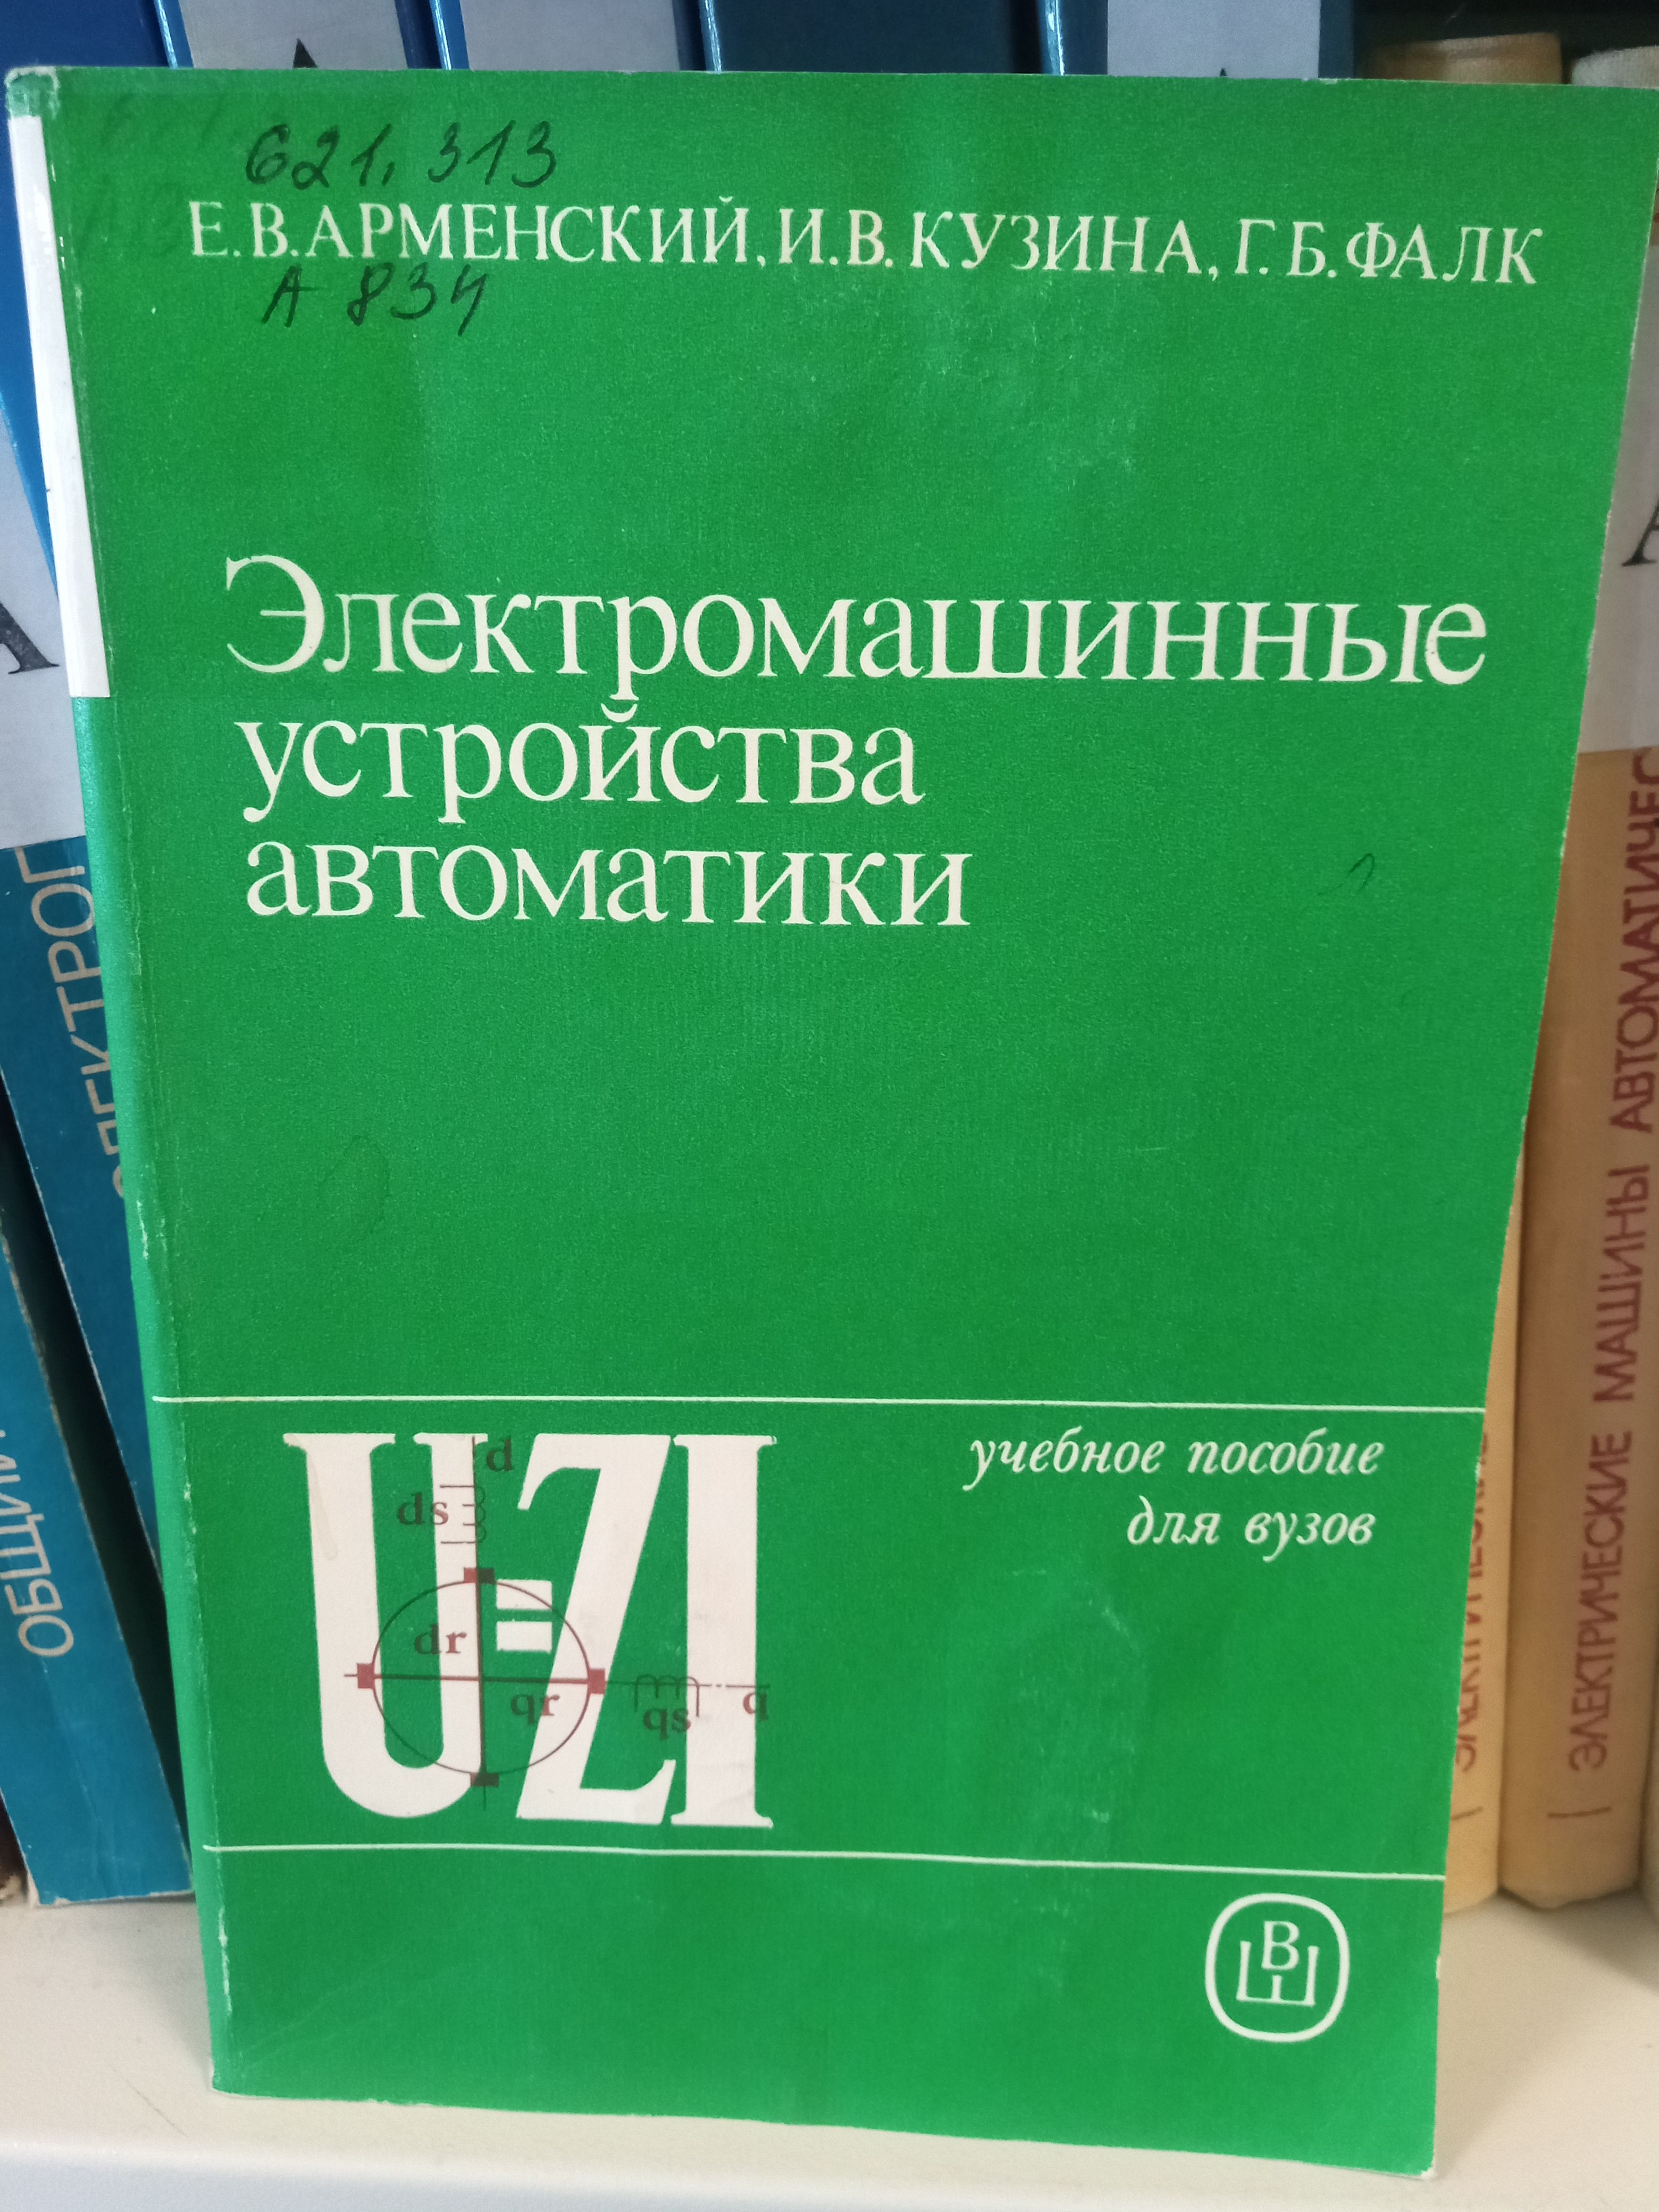 621.313
Е.В.АРМЕНСКИЙ, И.В.КУЗИНА, Г.Б.ФАЛК
А 834
Электромашинные
устройства
автоматики
U=ZI
d
ds
dr
qr
qs
q
учебное пособие
для вузов
ВШ
А
А
ОБЩИЙ
ЭЛЕКТРИЧЕСКИЕ МАШИНЫ